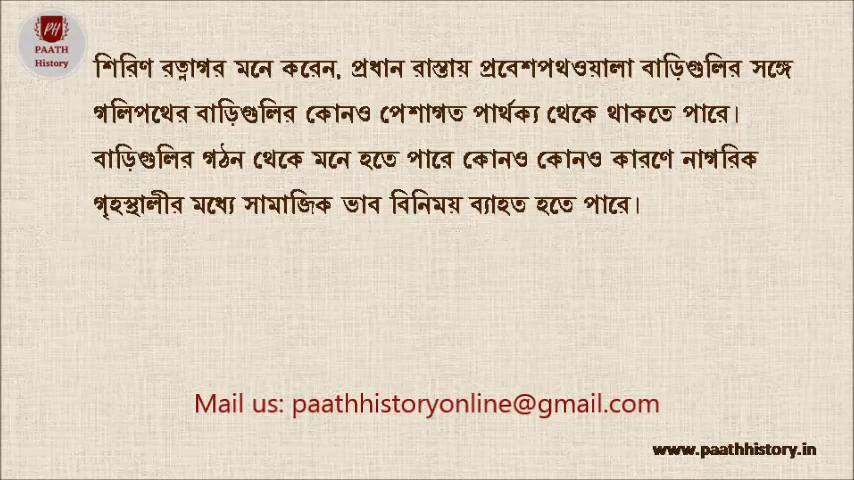 PH
PAATH
History
শিরিণ রত্নাগর মনে করেন, প্রধান রাস্তায় প্রবেশপথওয়ালা বাড়িগুলির সঙ্গে
গলিপথের বাড়িগুলির কোনও পেশাগত পার্থক্য থেকে থাকতে পারে।
বাড়িগুলির গঠন থেকে মনে হতে পারে কোনও কোনও কারণে নাগরিক
গৃহস্থালীর মধ্যে সামাজিক ভাব বিনিময় ব্যাহত হতে পারে।
Mail us: paathhistoryonline@gmail.com
www.paathhistory.in